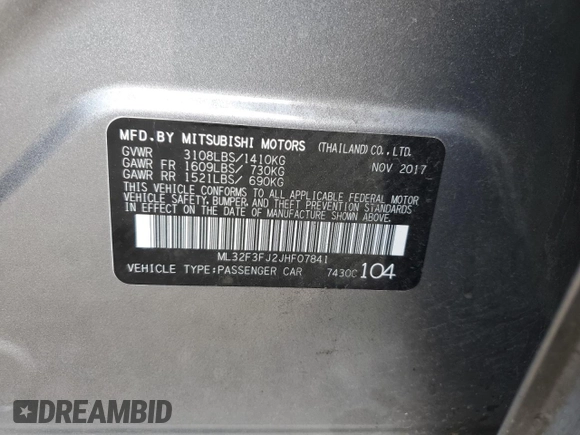 MFD.BY MITSUBISHI MOTORS (THAILAND)CO.,LTD.
GVWR 3108LBS/1410KG NOV 2017
GAWR FR 1609LBS/ 730KG
GAWR RR 1521LBS/ 690KG
THIS VEHICLE CONFORMS TO ALL APPLICABLE FEDERAL MOTOR
VEHICLE SAFETY, BUMPER, AND THEFT PREVENTION STANDARDS
IN EFFECT ON THE DATE OF MANUFACTURE SHOWN ABOVE.
ML32F3FJ2JHF07841
VEHICLE TYPE:PASSENGER CAR 7430C 104
DREAMBID